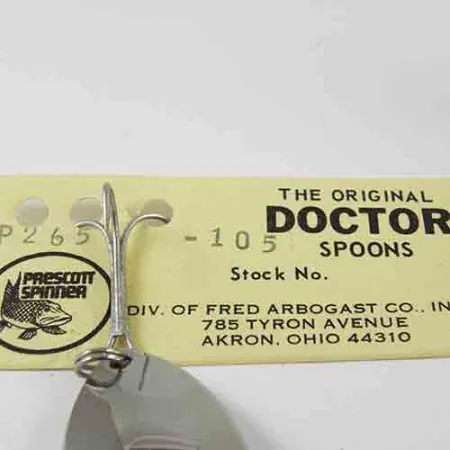 THE ORIGINAL
DOCTOR
SPOONS
P265 -105
Stock No.
PRESCOTT
SPINNER
DIV. OF FRED ARBOGAST CO., IN
785 TYRON AVENUE
AKRON, OHIO 44310